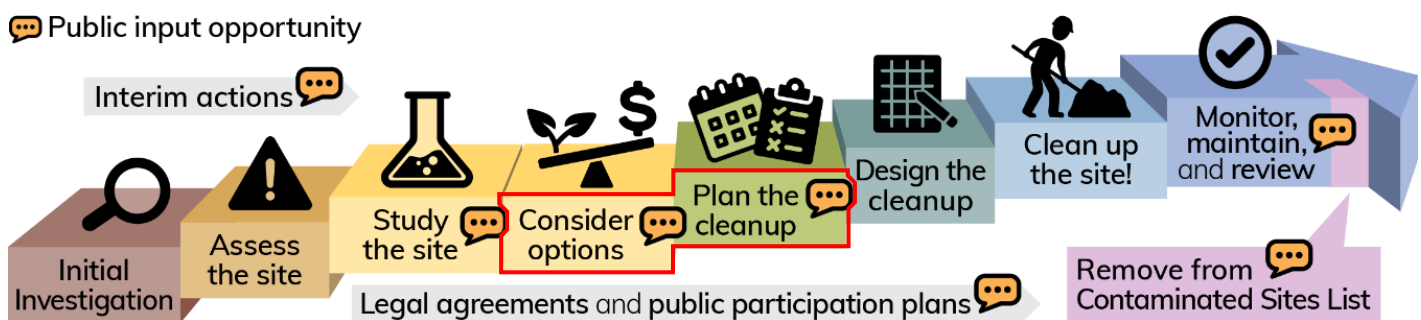 Public input opportunity
Interim actions
Initial
Investigation
Assess
the site
Study
the site
Consider
options
Plan the
cleanup
Design the
cleanup
Clean up
the site!
Monitor,
maintain,
and review
Legal agreements and public participation plans
Remove from
Contaminated Sites List